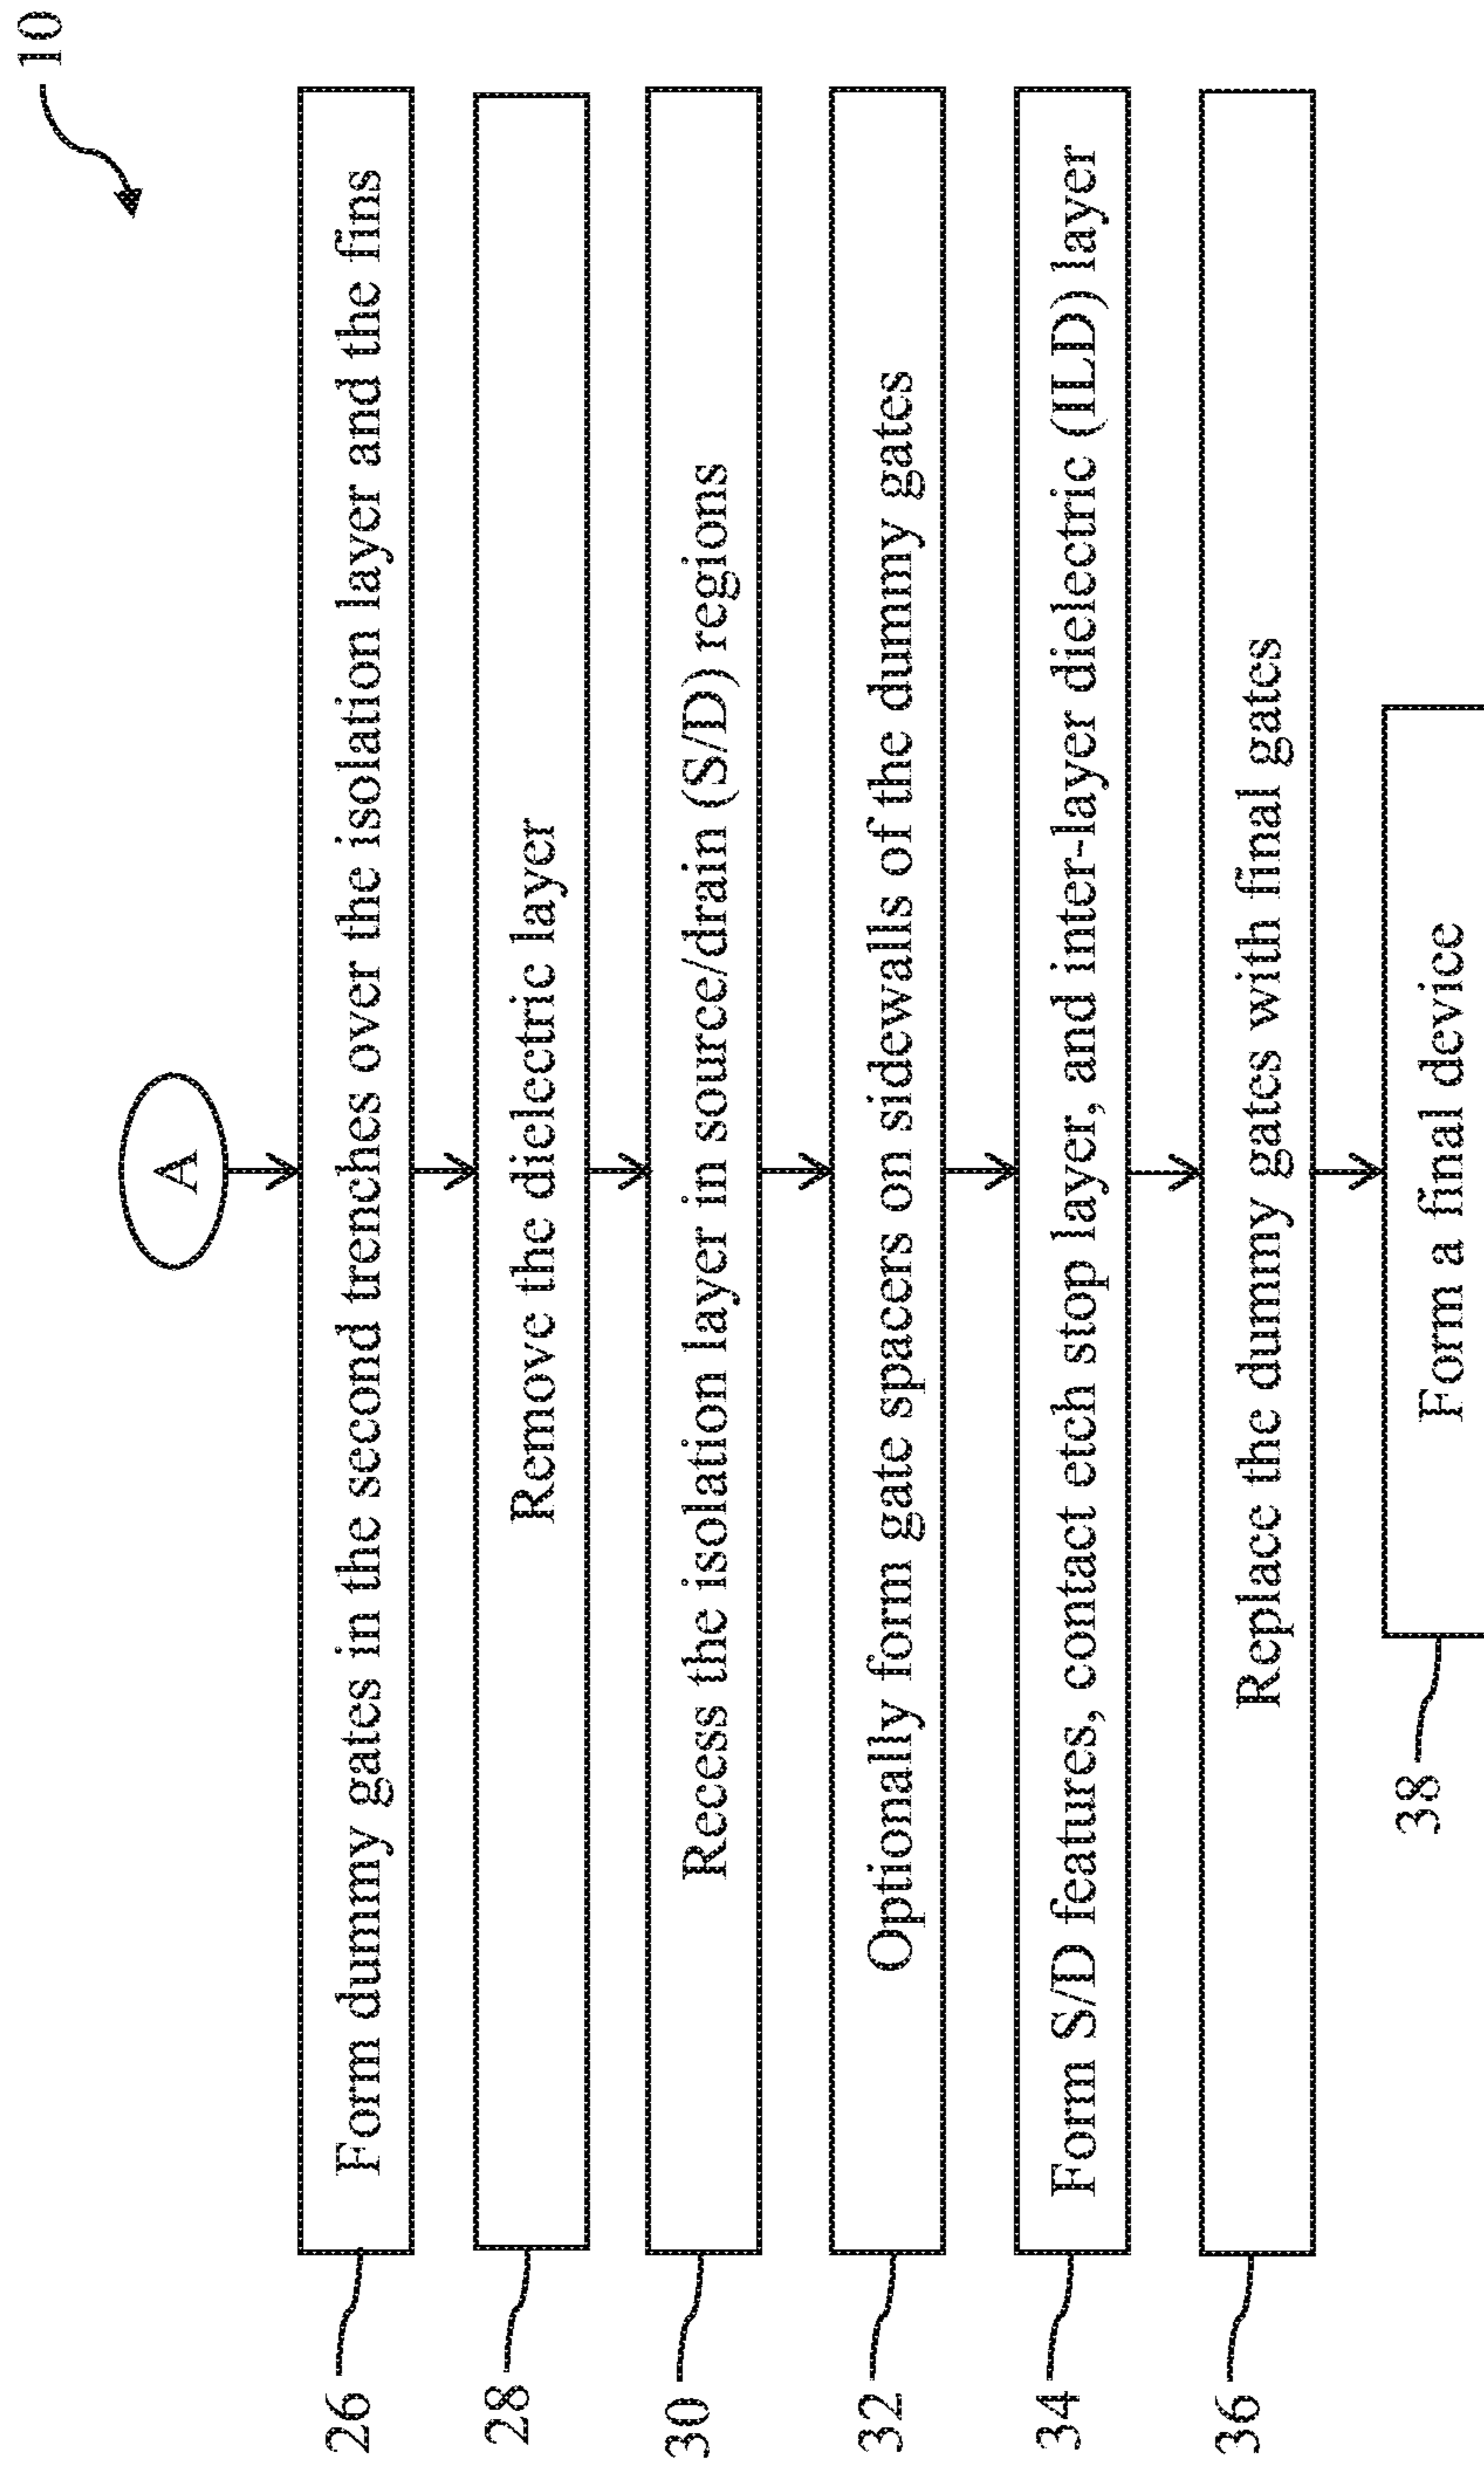 10
A
26
Form dummy gates in the second trenches over the isolation layer and the fins
28
Remove the dielectric layer
30
Recess the isolation layer in source/drain (S/D) regions
32
Optionally form gate spacers on sidewalls of the dummy gates
34
Form S/D features, contact etch stop layer, and inter-layer dielectric (ILD) layer
36
Replace the dummy gates with final gates
38
Form a final device